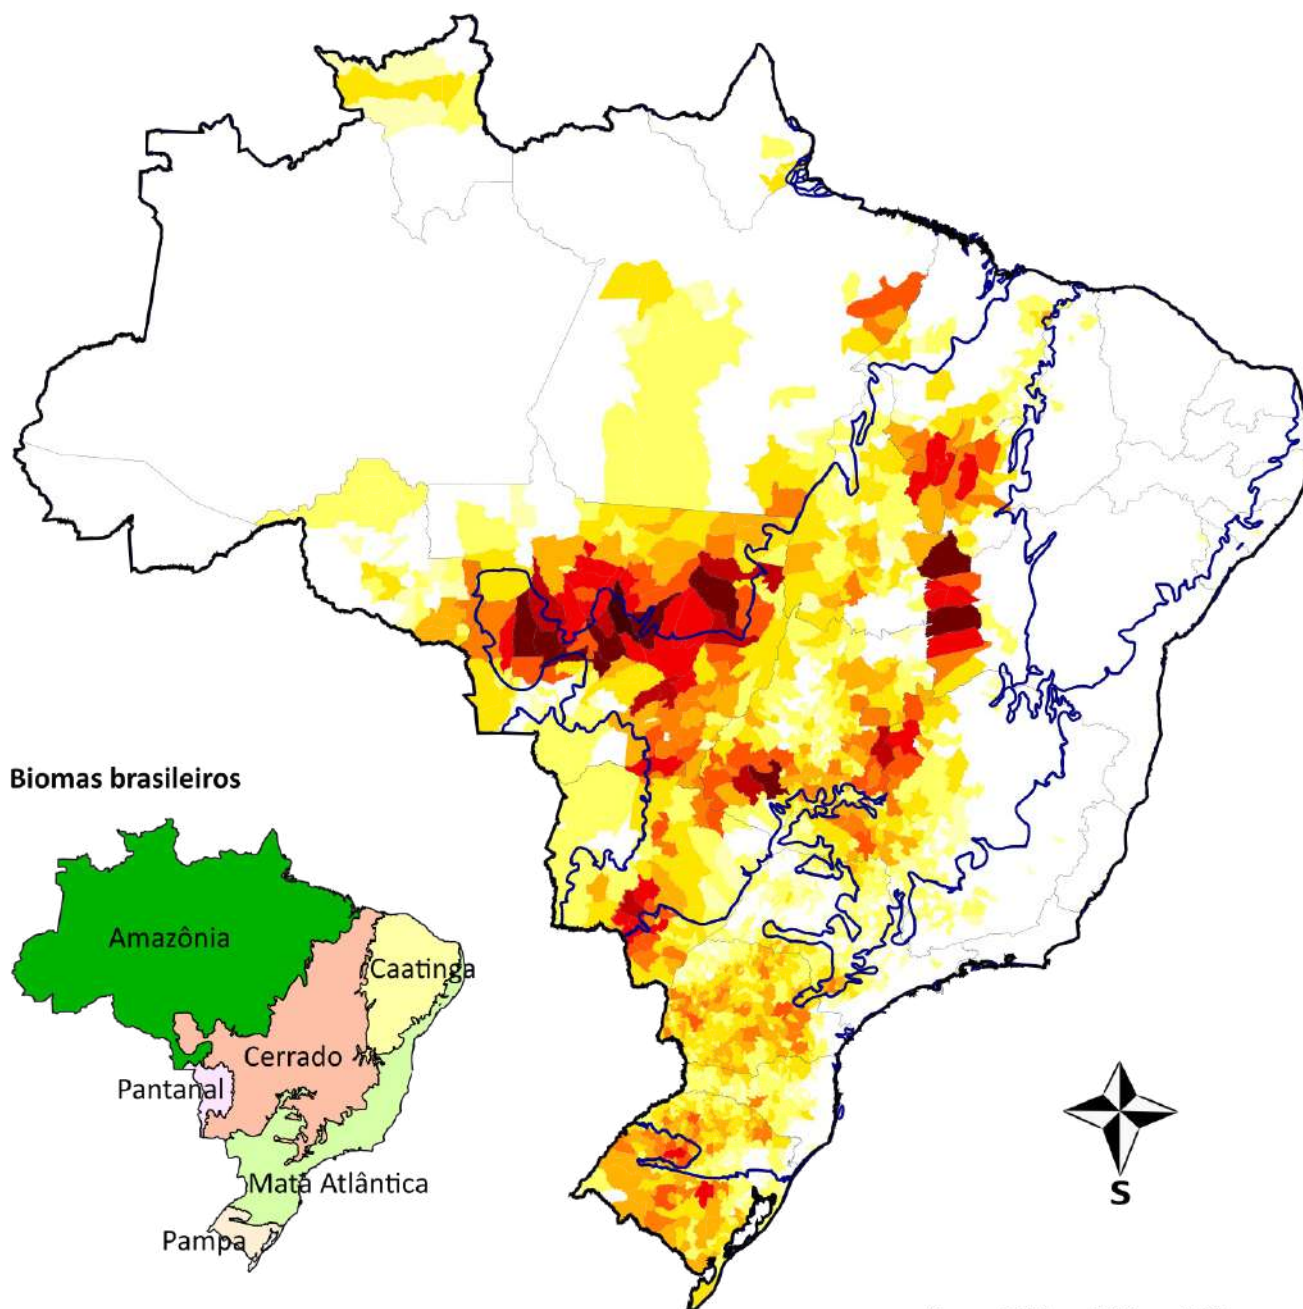 Biomas brasileiros
Amazônia
Caatinga
Cerrado
Pantanal
Mata Atlântica
Pampa
S